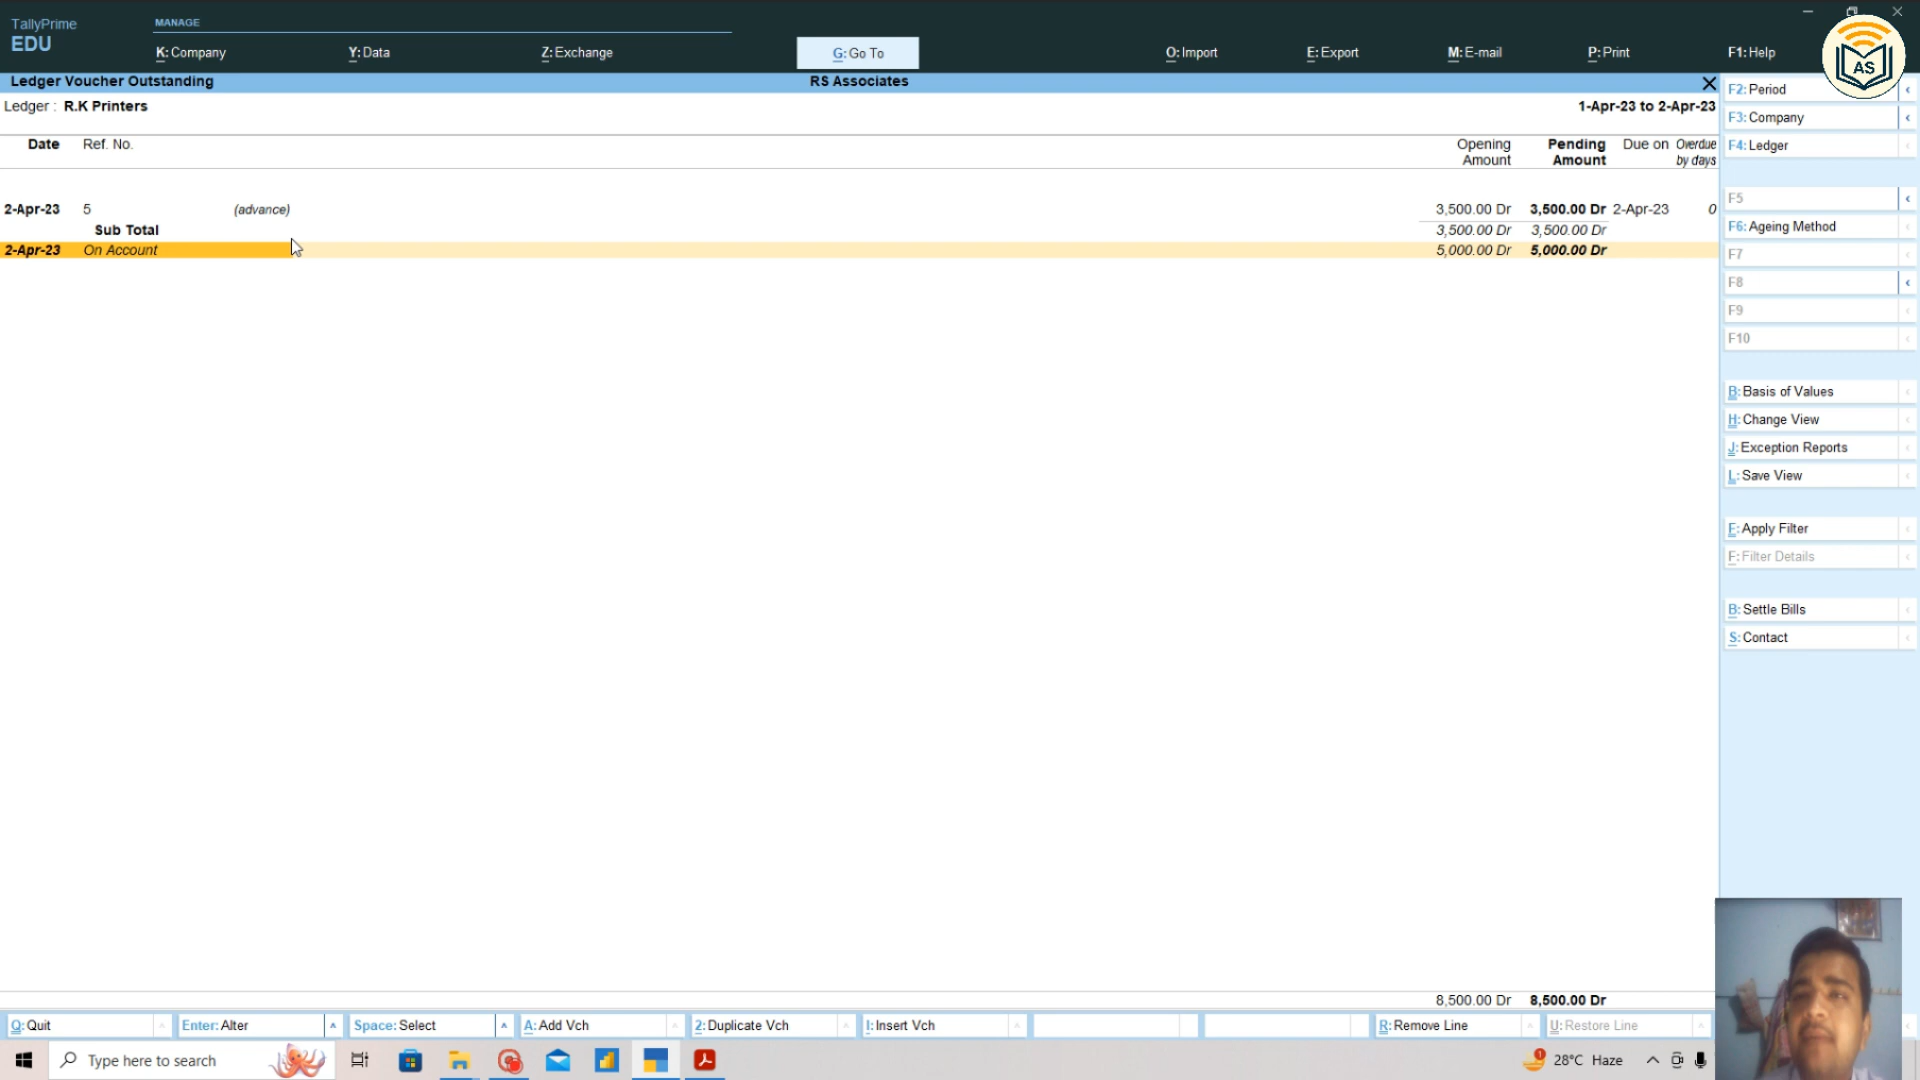 TallyPrime
EDU
MANAGE
K: Company
Y: Data
Z: Exchange
G: Go To
O: Import
E: Export
M: E-mail
P: Print
F1: Help
AS
Ledger Voucher Outstanding
RS Associates
Ledger : R.K Printers
1-Apr-23 to 2-Apr-23
Date Ref. No. Opening Amount Pending Amount Due on Overdue by days
2-Apr-23 5 (advance) 3,500.00 Dr 3,500.00 Dr 2-Apr-23 0
Sub Total 3,500.00 Dr 3,500.00 Dr
2-Apr-23 On Account 5,000.00 Dr 5,000.00 Dr
8,500.00 Dr 8,500.00 Dr
F2: Period
F3: Company
F4: Ledger
F5
F6: Ageing Method
F7
F8
F9
F10
B: Basis of Values
H: Change View
J: Exception Reports
L: Save View
F: Apply Filter
F: Filter Details
B: Settle Bills
S: Contact
Q: Quit
Enter: Alter
Space: Select
A: Add Vch
2: Duplicate Vch
I: Insert Vch
R: Remove Line
U: Restore Line
Type here to search
1
28°C Haze